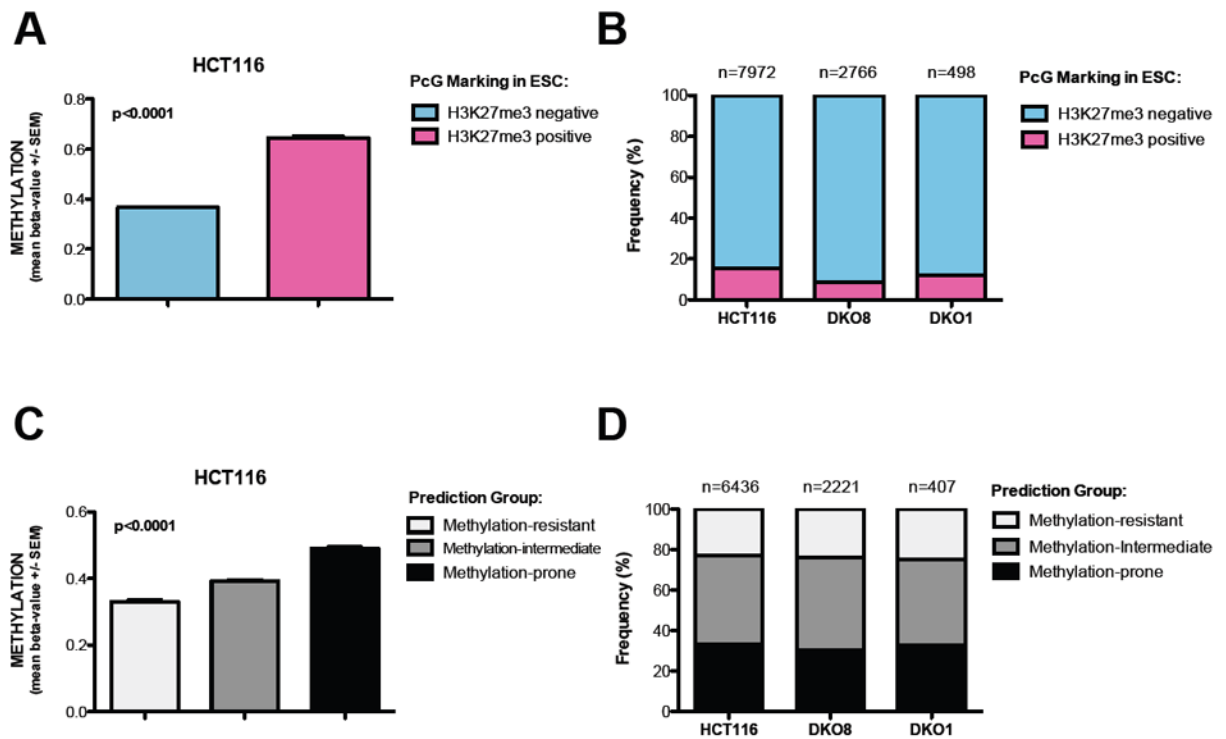 A
HCT116
p<0.0001
METHYLATION
(mean beta-value +/- SEM)
0.8
0.6
0.4
0.2
0.0
PcG Marking in ESC:
H3K27me3 negative
H3K27me3 positive
B
n=7972
n=2766
n=498
Frequency (%)
100
80
60
40
20
0
HCT116
DKO8
DKO1
PcG Marking in ESC:
H3K27me3 negative
H3K27me3 positive
C
HCT116
p<0.0001
METHYLATION
(mean beta-value +/- SEM)
0.6
0.4
0.2
0.0
Prediction Group:
Methylation-resistant
Methylation-intermediate
Methylation-prone
D
n=6436
n=2221
n=407
Frequency (%)
100
80
60
40
20
0
HCT116
DKO8
DKO1
Prediction Group:
Methylation-resistant
Methylation-Intermediate
Methylation-prone